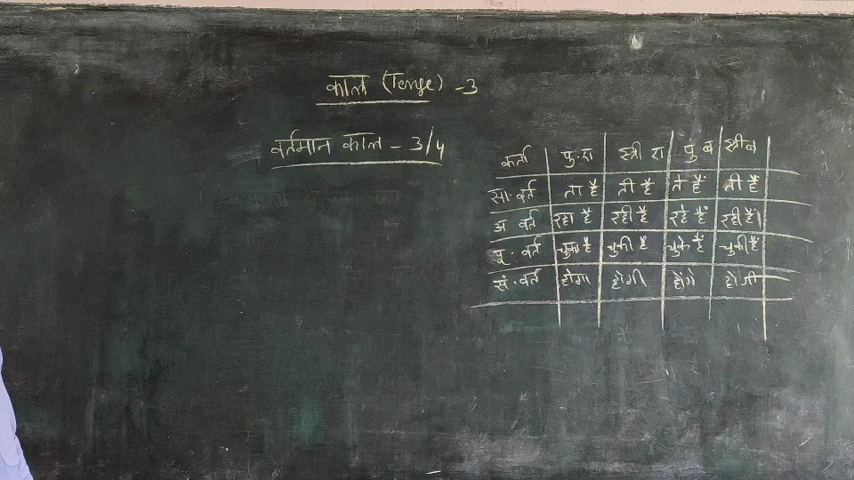 काल (Tense) - 3
वर्तमान काल - 3/4
कर्ता पु. रा स्त्री रा पु ब स्त्री ब
सा. वर्त ता है ती है ते हैं ती हैं
अ वर्त रहा है रही है रहे हैं रही हैं।
पू. वर्त चुका है चुकी है चुके हैं चुकी हैं
सं. वर्त होगा होगी होंगे होंगी